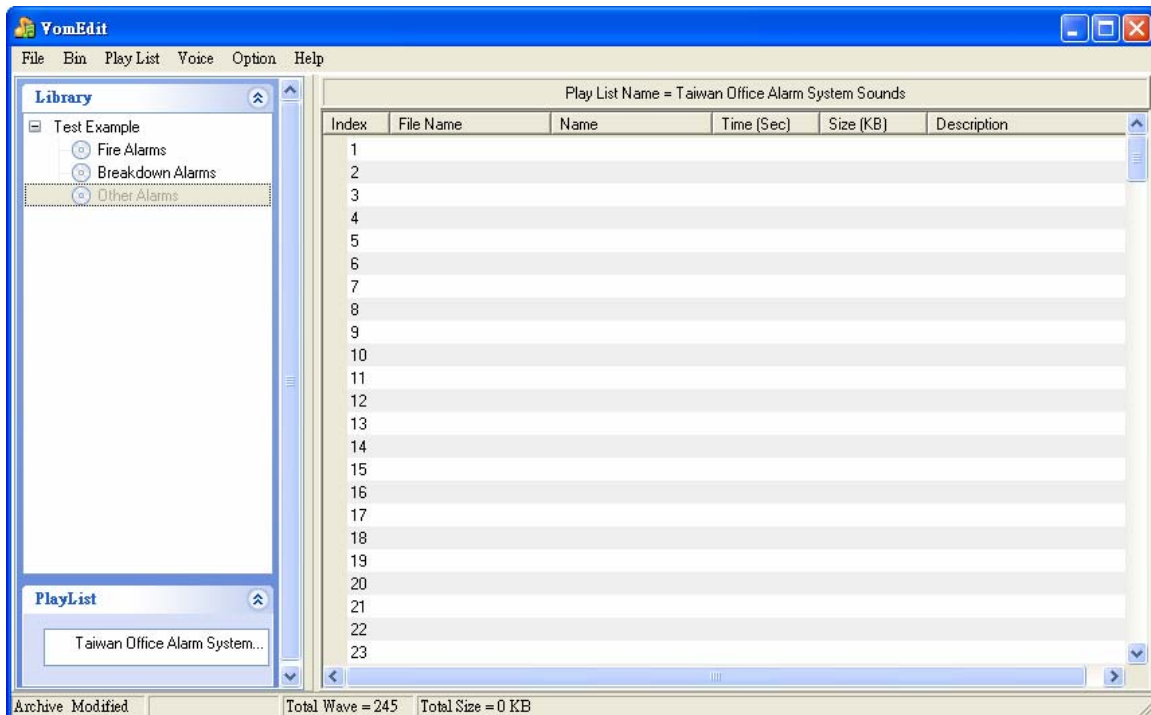 VomEdit
File Bin Play List Voice Option Help
Library
Test Example
Fire Alarms
Breakdown Alarms
Other Alarms
PlayList
Taiwan Office Alarm System...
Play List Name = Taiwan Office Alarm System Sounds
Index File Name Name Time (Sec) Size (KB) Description
1
2
3
4
5
6
7
8
9
10
11
12
13
14
15
16
17
18
19
20
21
22
23
Archive Modified Total Wave = 245 Total Size = 0 KB